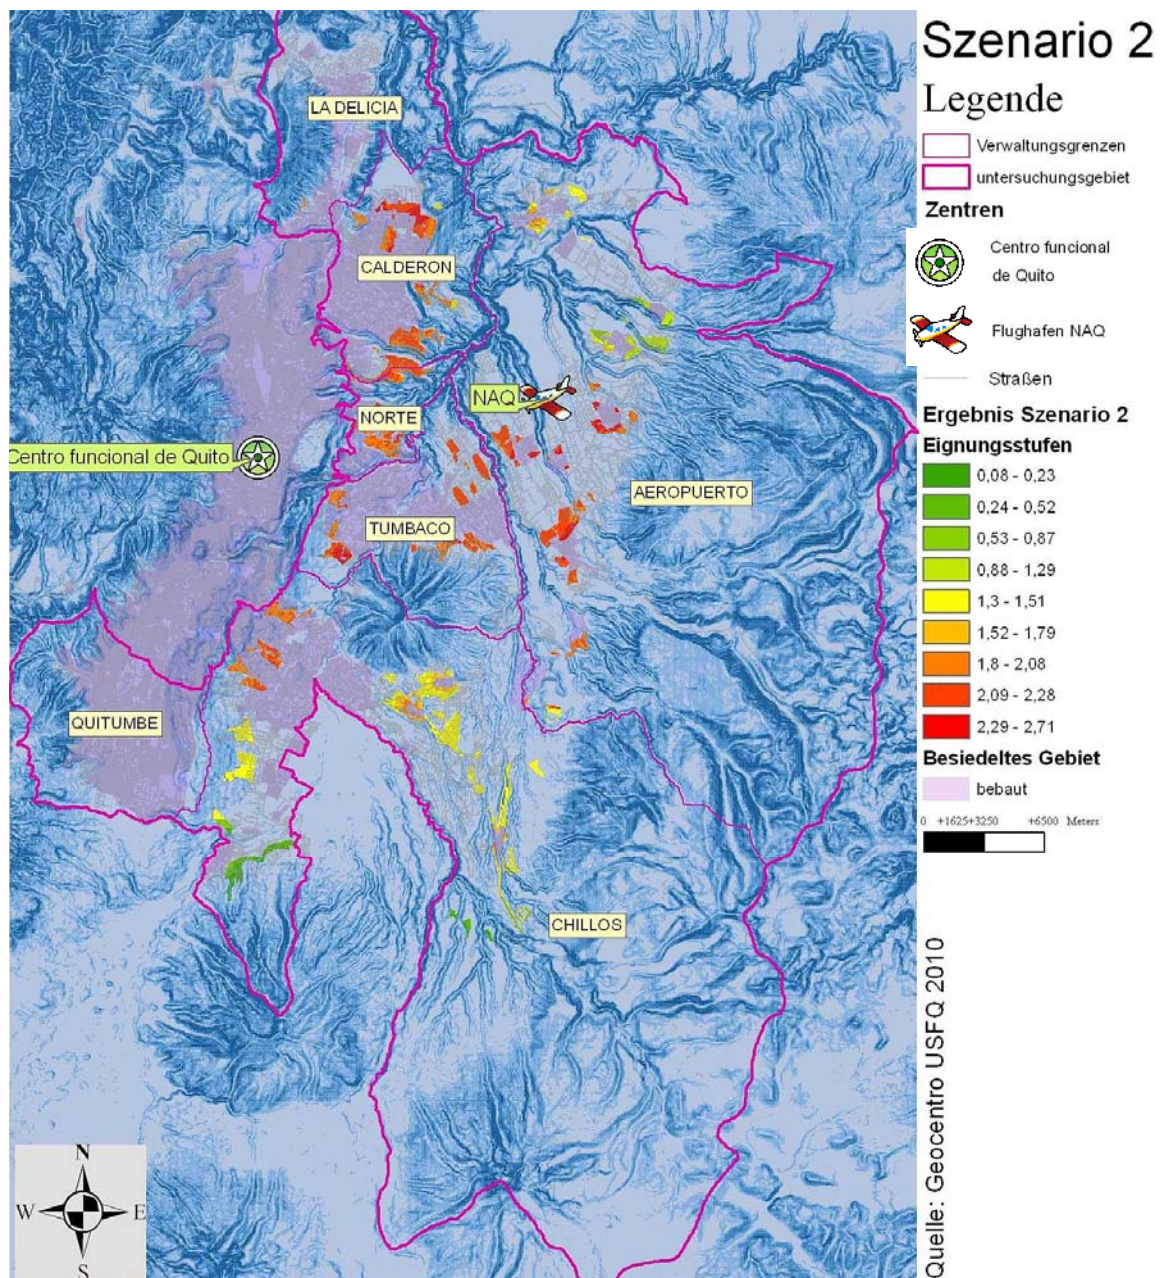 Szenario 2
Legende
Verwaltungsgrenzen
untersuchungsgebiet
Zentren
Centro funcional
de Quito
Flughafen NAQ
Straßen
Ergebnis Szenario 2
Eignungsstufen
0,08 - 0,23
0,24 - 0,52
0,53 - 0,87
0,88 - 1,29
1,3 - 1,51
1,52 - 1,79
1,8 - 2,08
2,09 - 2,28
2,29 - 2,71
Besiedeltes Gebiet
bebaut
0 +1625+3250 +6500 Meters
Quelle: Geocentro USFQ 2010
LA DELICIA
CALDERON
NAQ
NORTE
Centro funcional de Quito
AEROPUERTO
TUMBACO
QUITUMBE
CHILLOS
N
W E
S